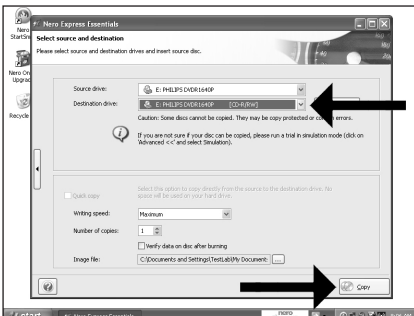 Nero Express Essentials
Select source and destination
Please select source and destination drives and insert source disc.
Nero
StartSm
Nero On
Upgrad
Recycle
Source drive: E: PHILIPS DVDR1640P
Destination drive: E: PHILIPS DVDR1640P [CD-R/RW]
Caution: Some discs cannot be copied. They may be copy protected or errors.
If you are not sure if your disc can be copied, please run a trial in simulation mode (click on
'Advanced <<' and select Simulation).
Quick copy
Select this option to copy directly from the source to the destination drive. No
space will be used on your hard drive.
Writing speed: Maximum
Number of copies: 1
Verify data on disc after burning
Image file: C:\Documents and Settings\TestLab\My Document: ...
Copy
start
Nero Express Essentials
nero